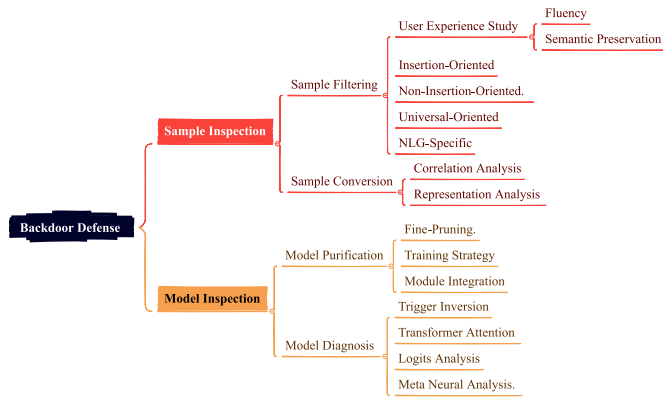 Backdoor Defense
Sample Inspection
Sample Filtering
User Experience Study
Fluency
Semantic Preservation
Insertion-Oriented
Non-Insertion-Oriented.
Universal-Oriented
NLG-Specific
Sample Conversion
Correlation Analysis
Representation Analysis
Model Inspection
Model Purification
Fine-Pruning.
Training Strategy
Module Integration
Model Diagnosis
Trigger Inversion
Transformer Attention
Logits Analysis
Meta Neural Analysis.